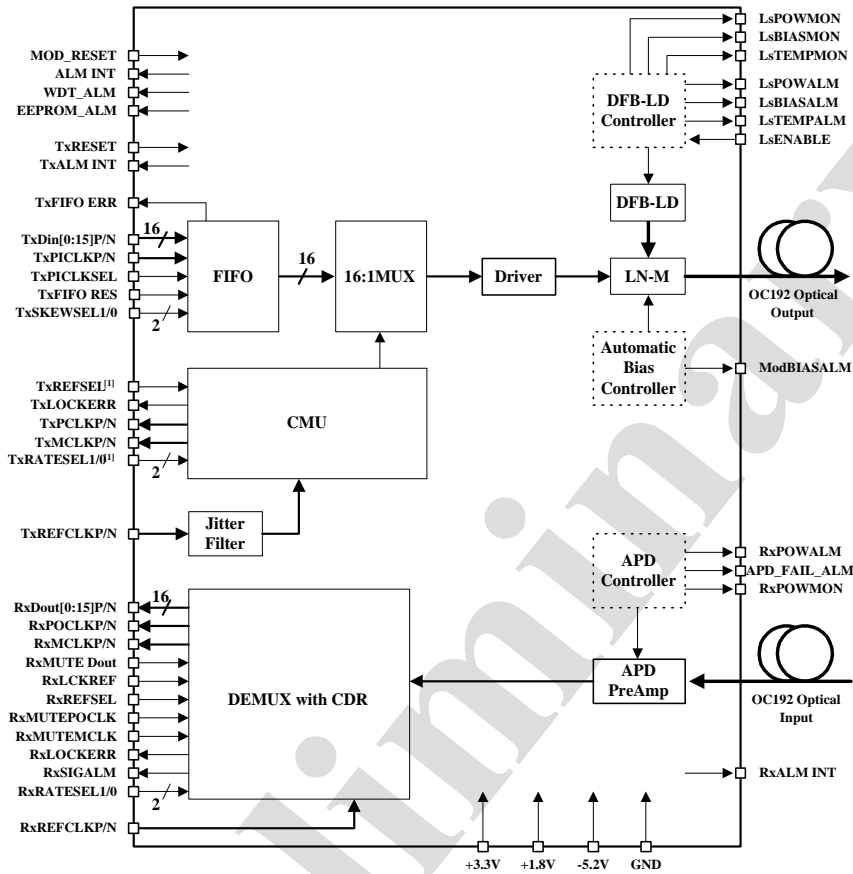 MOD_RESET
ALM INT
WDT_ALM
EEPROM_ALM
TxRESET
TxALM INT
TxFIFO ERR
TxDin[0:15]P/N
TxPICLKP/N
TxPICLKSEL
TxFIFO RES
TxSKEWSEL1/0
16
2
FIFO
16
16:1MUX
Driver
LN-M
DFB-LD
DFB-LD
Controller
LsPOWMON
LsBIASMON
LsTEMPMON
LsPOWALM
LsBIASALM
LsTEMPALM
LsENABLE
OC192 Optical
Output
Automatic
Bias
Controller
ModBIASALM
TxREFSEL[1]
TxLOCKERR
TxPCLKP/N
TxMCLKP/N
TxRATESEL1/0[1]
2
CMU
TxREFCLKP/N
Jitter
Filter
APD
Controller
RxPOWALM
APD_FAIL_ALM
RxPOWMON
RxDout[0:15]P/N
RxPOCLKP/N
RxMCLKP/N
RxMUTE Dout
RxLCKREF
RxREFSEL
RxMUTEPOCLK
RxMUTEMCLK
RxLOCKERR
RxSIGALM
RxRATESEL1/0
RxREFCLKP/N
16
2
DEMUX with CDR
APD
PreAmp
OC192 Optical
Input
RxALM INT
+3.3V
+1.8V
-5.2V
GND
liminary